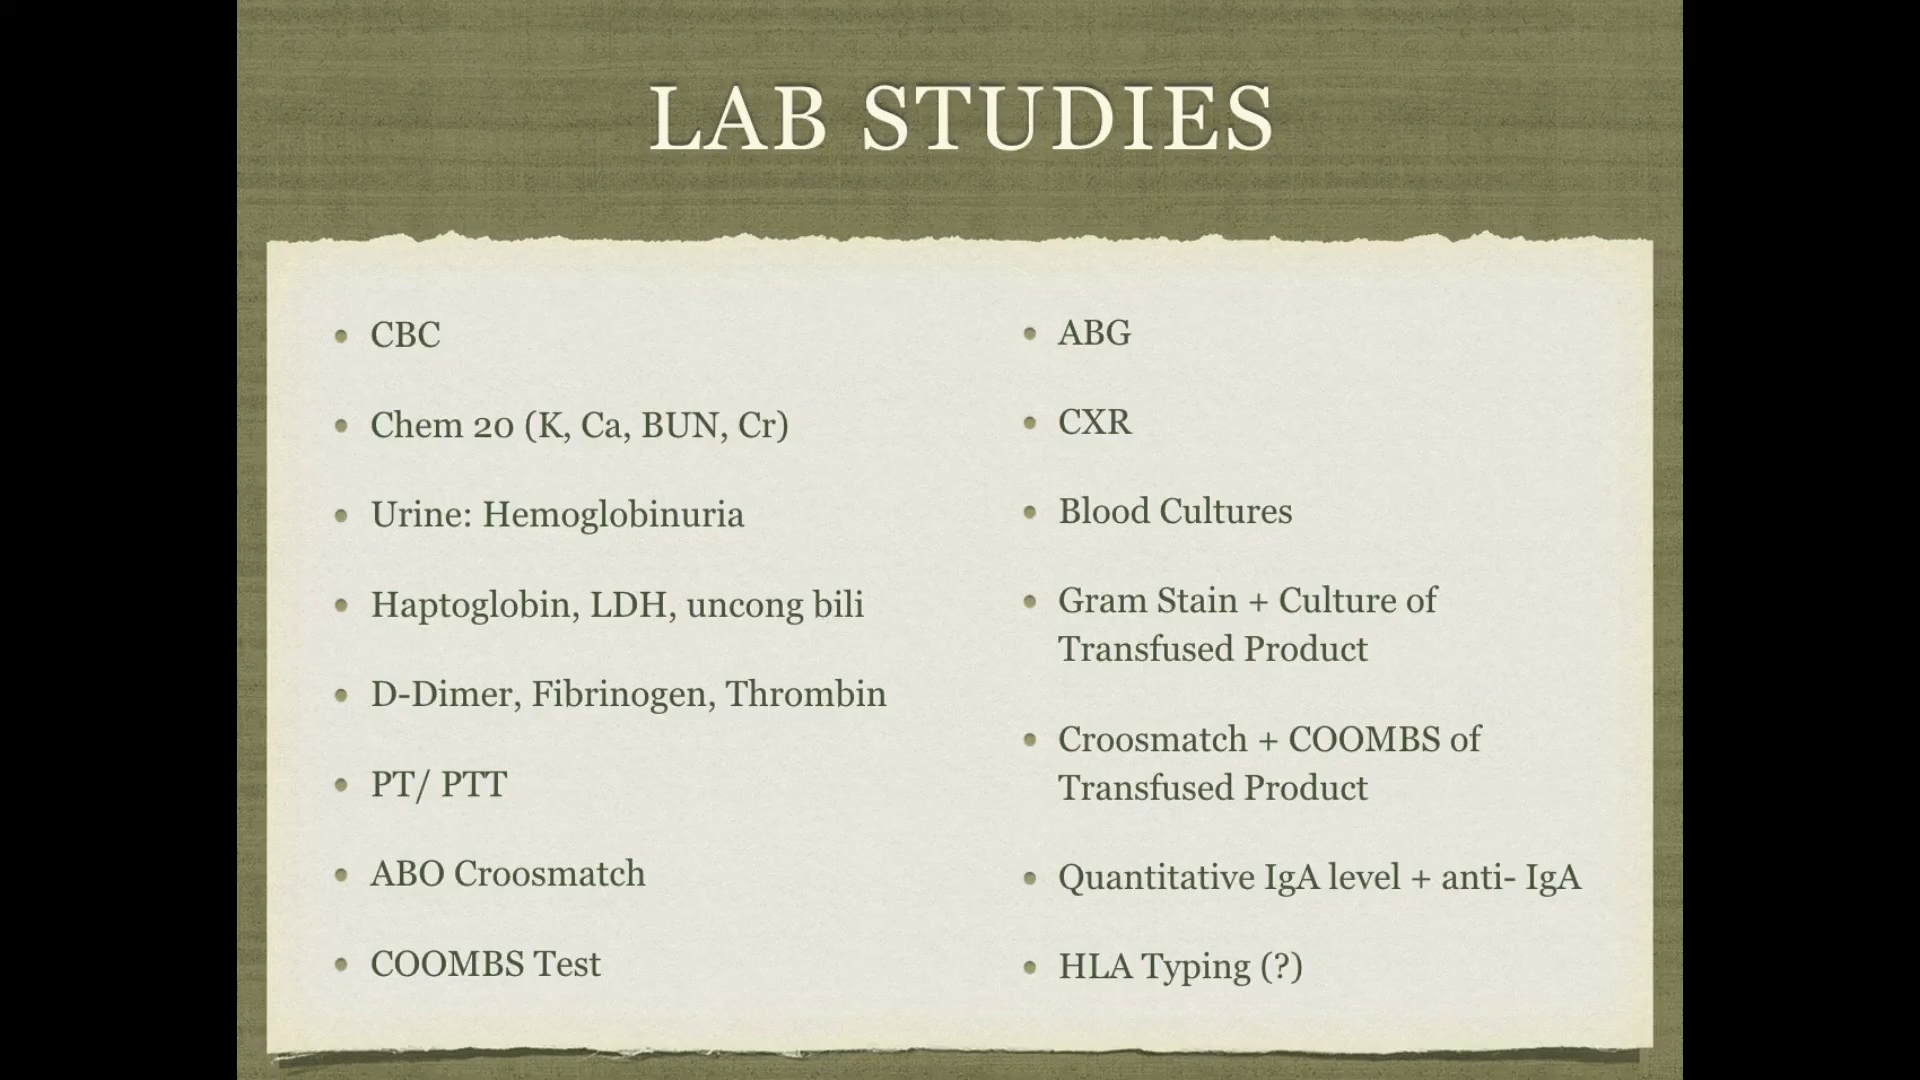 LAB STUDIES
CBC
Chem 20 (K, Ca, BUN, Cr)
Urine: Hemoglobinuria
Haptoglobin, LDH, uncong bili
D-Dimer, Fibrinogen, Thrombin
PT/ PTT
ABO Croosmatch
COOMBS Test
ABG
CXR
Blood Cultures
Gram Stain + Culture of
Transfused Product
Croosmatch + COOMBS of
Transfused Product
Quantitative IgA level + anti- IgA
HLA Typing (?)